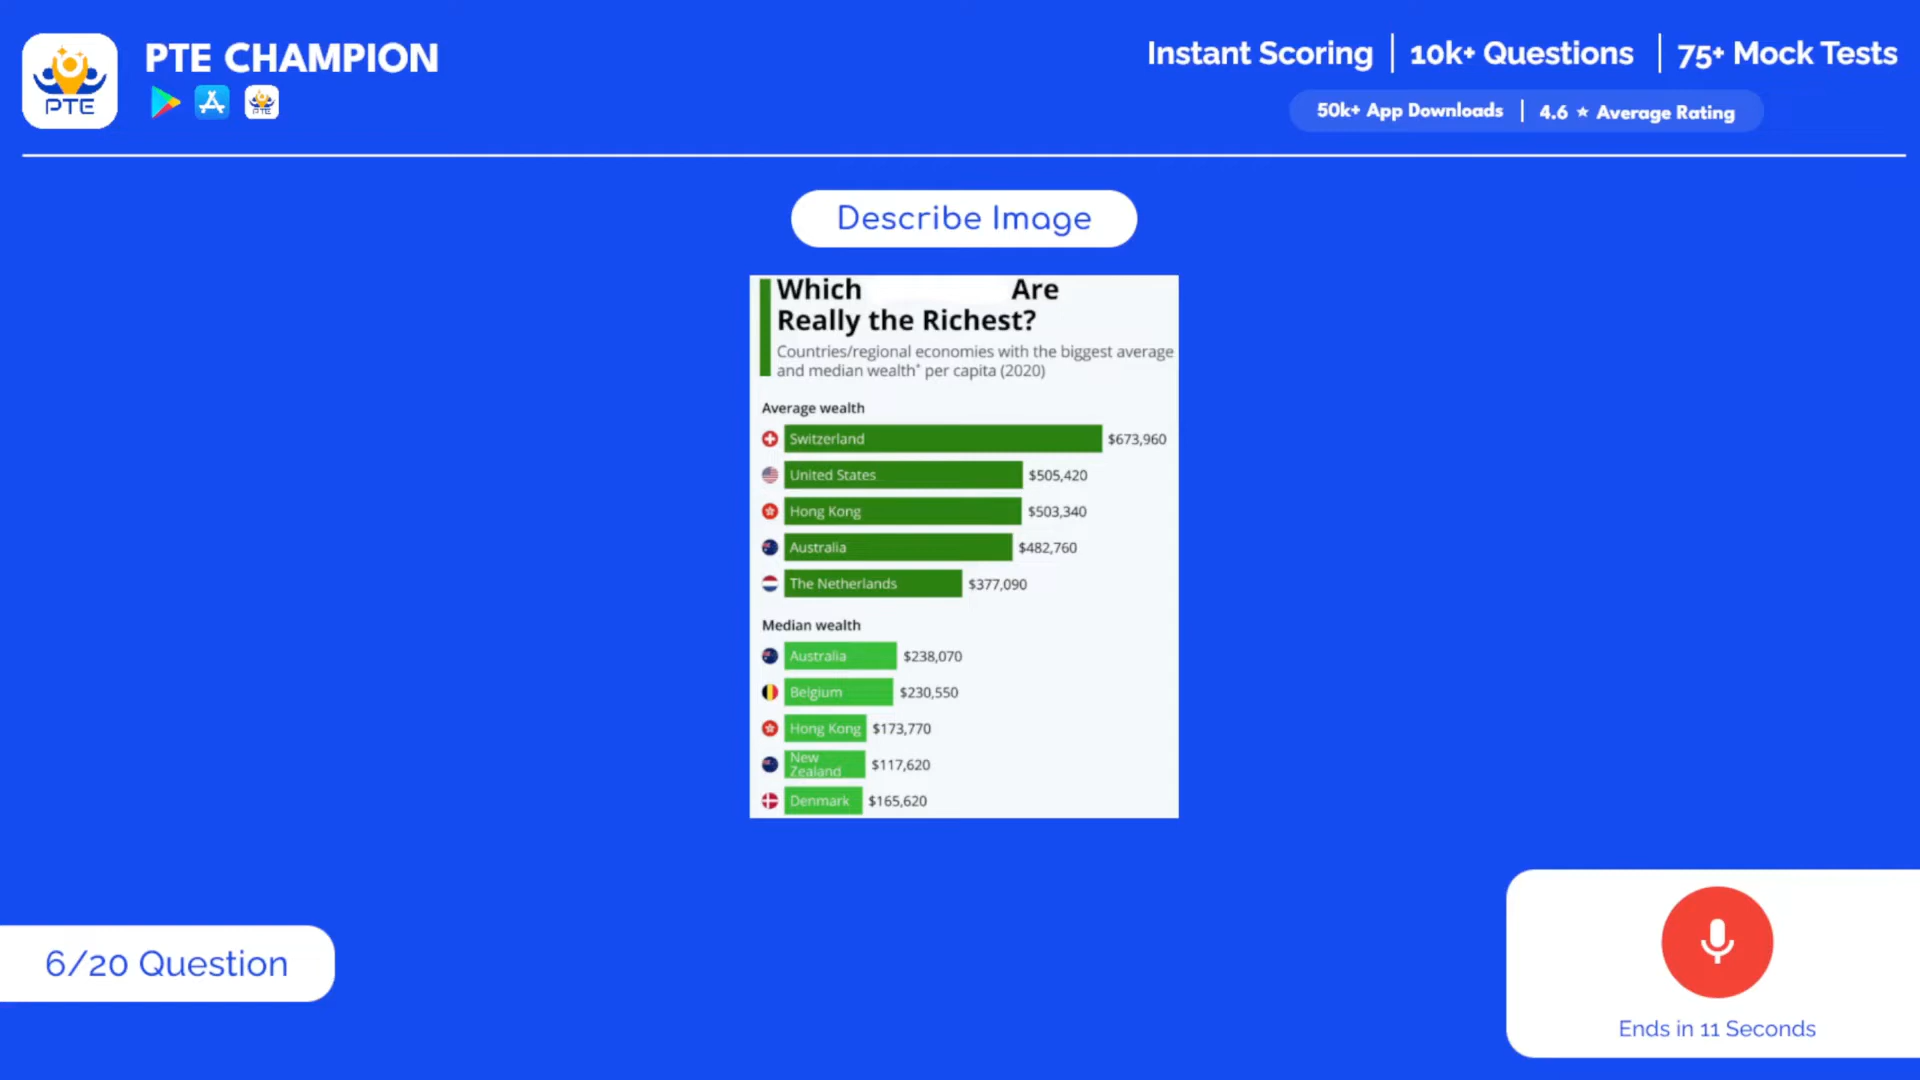 PTE CHAMPION
PTE
PTE
Instant Scoring | 10k+ Questions | 75+ Mock Tests
50k+ App Downloads | 4.6 ★ Average Rating
Describe Image
Which Are
Really the Richest?
Countries/regional economies with the biggest average
and median wealth* per capita (2020)
Average wealth
Switzerland $673,960
United States $505,420
Hong Kong $503,340
Australia $482,760
The Netherlands $377,090
Median wealth
Australia $238,070
Belgium $230,550
Hong Kong $173,770
New
Zealand $117,620
Denmark $165,620
6/20 Question
Ends in 11 Seconds